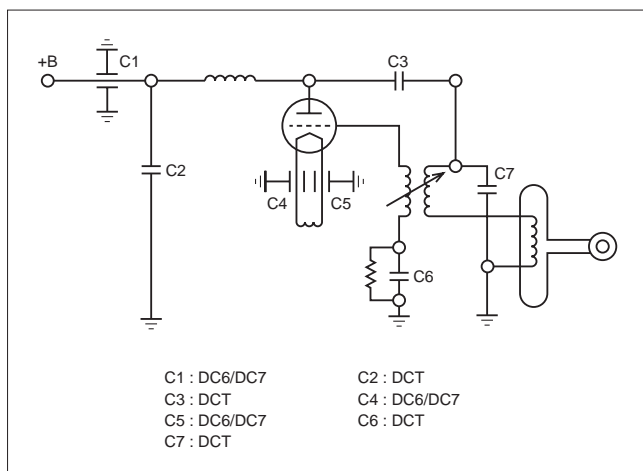 +B
C1
C3
C2
C7
C4
C5
C6
C1 : DC6/DC7
C2 : DCT
C3 : DCT
C4 : DC6/DC7
C5 : DC6/DC7
C6 : DCT
C7 : DCT